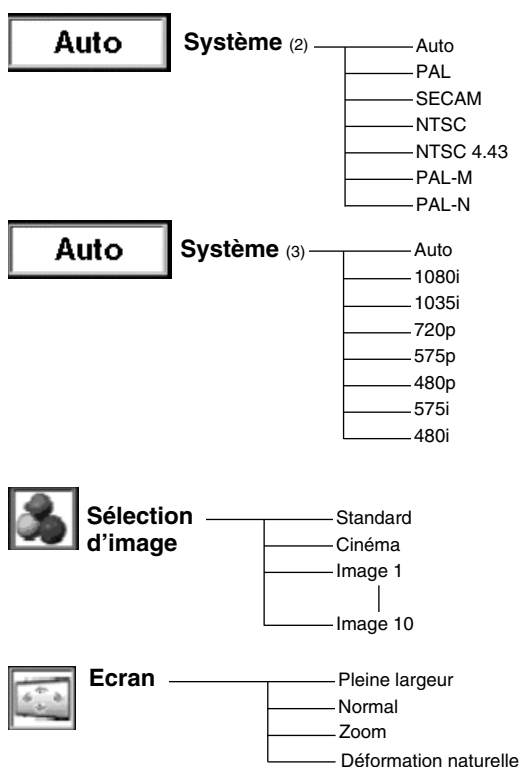 Auto
Système (2)
Auto
PAL
SECAM
NTSC
NTSC 4.43
PAL-M
PAL-N
Auto
Système (3)
Auto
1080i
1035i
720p
575p
480p
575i
480i
Sélection
d'image
Standard
Cinéma
Image 1
Image 10
Ecran
Pleine largeur
Normal
Zoom
Déformation naturelle